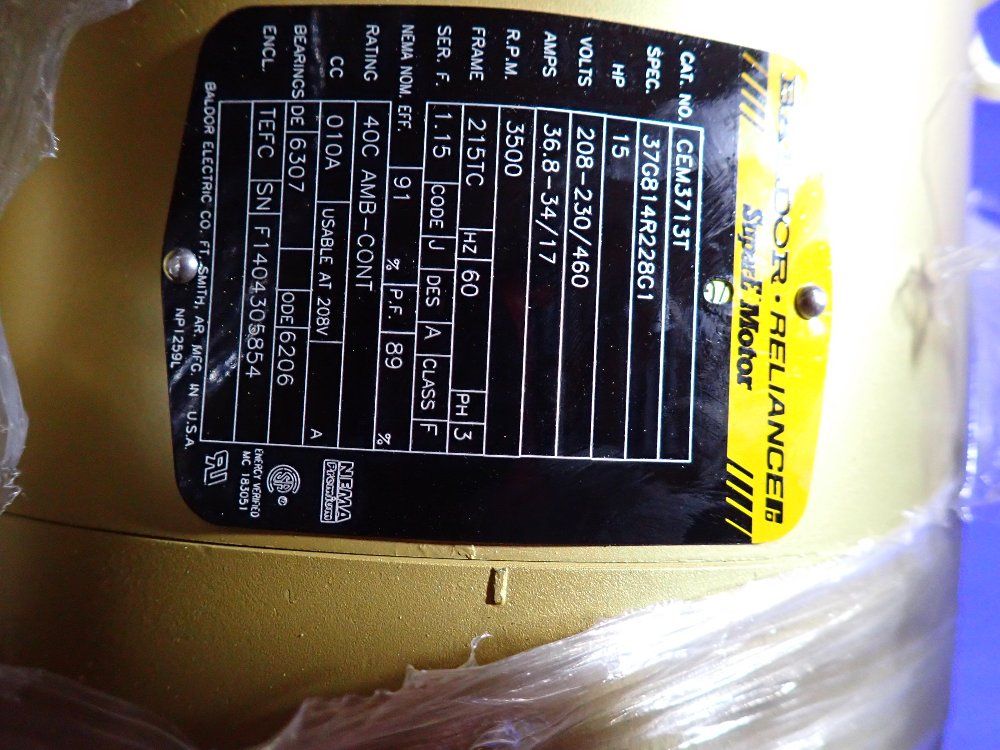 BALDOR • RELIANCER
Super-E Motor
CAT. NO. CEM3713T
SPEC. 37G814R228G1
HP 15
VOLTS 208-230/460
AMPS 36.8-34/17
R.P.M. 3500
FRAME 215TC HZ 60 PH 3
SER. F. 1.15 CODE J DES A CLASS F
NEMA NOM. EFF. 91 % P.F. 89 %
RATING 40C AMB-CONT
CC 010A USABLE AT 208V A
BEARINGS DE 6307 ODE 6206
ENCL. TEFC SN F1404305854
BALDOR ELECTRIC CO. FT. SMITH, AR. MFG. IN U.S.A.
NP1259L
NEMA
Premium
ENERGY VERIFIED
MC 183051